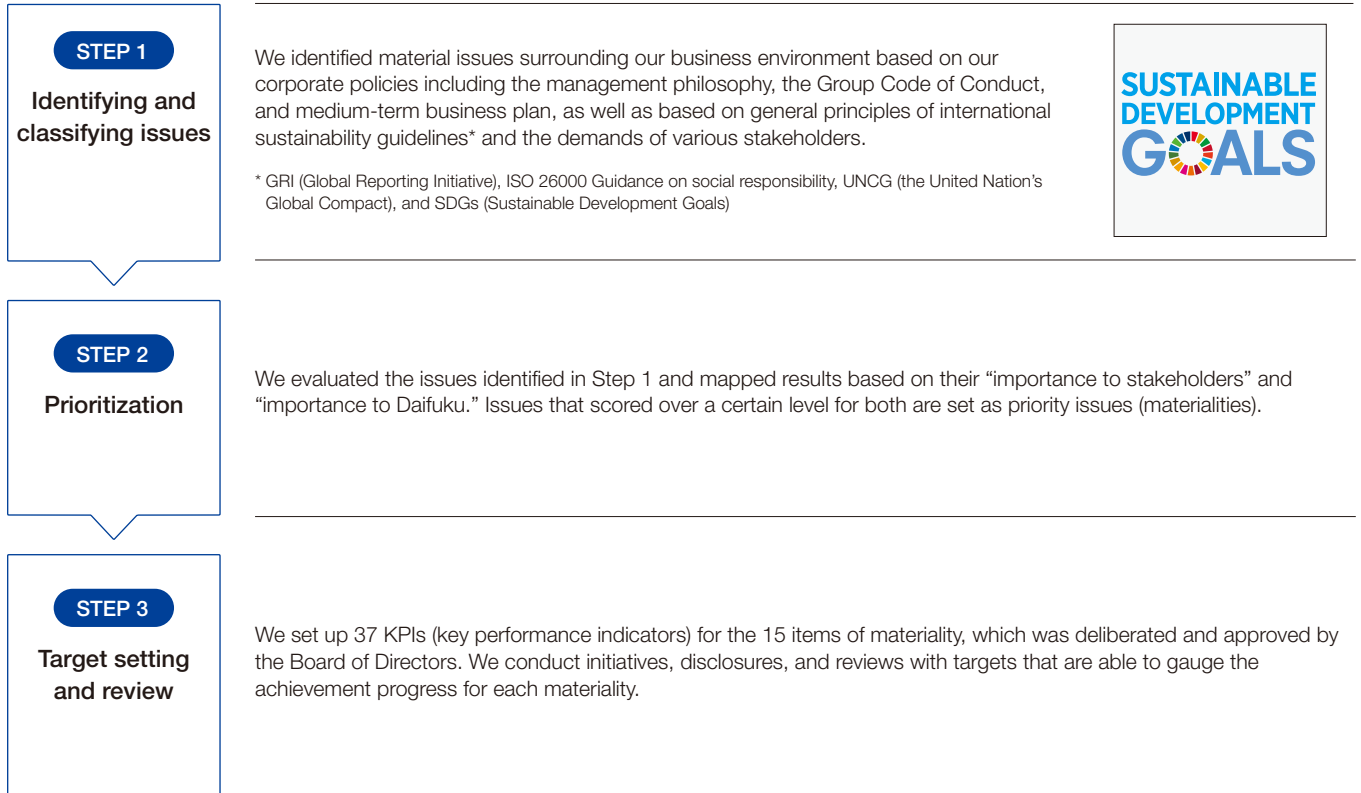 STEP 1
Identifying and
classifying issues
We identified material issues surrounding our business environment based on our
corporate policies including the management philosophy, the Group Code of Conduct,
and medium-term business plan, as well as based on general principles of international
sustainability guidelines* and the demands of various stakeholders.
* GRI (Global Reporting Initiative), ISO 26000 Guidance on social responsibility, UNCG (the United Nation's
Global Compact), and SDGs (Sustainable Development Goals)
SUSTAINABLE
DEVELOPMENT
GOALS
STEP 2
Prioritization
We evaluated the issues identified in Step 1 and mapped results based on their “importance to stakeholders” and
“importance to Daifuku.” Issues that scored over a certain level for both are set as priority issues (materialities).
STEP 3
Target setting
and review
We set up 37 KPIs (key performance indicators) for the 15 items of materiality, which was deliberated and approved by
the Board of Directors. We conduct initiatives, disclosures, and reviews with targets that are able to gauge the
achievement progress for each materiality.